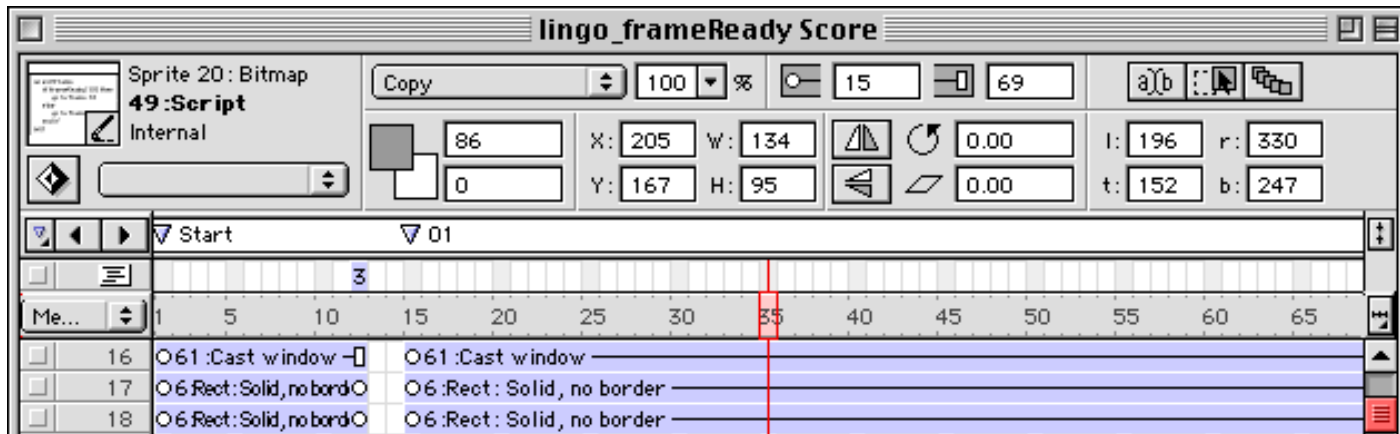 lingo_frameReady Score
Sprite 20: Bitmap
49:Script
Internal
Copy
100 %
15
69
86
0
X: 205 W: 134
Y: 167 H: 95
0.00
0.00
l: 196 r: 330
t: 152 b: 247
Start
01
3
Me...
1 5 10 15 20 25 30 35 40 45 50 55 60 65
16 61:Cast window 61:Cast window
17 6:Rect: Solid, no bord 6:Rect: Solid, no border
18 6:Rect: Solid, no bord 6:Rect: Solid, no border